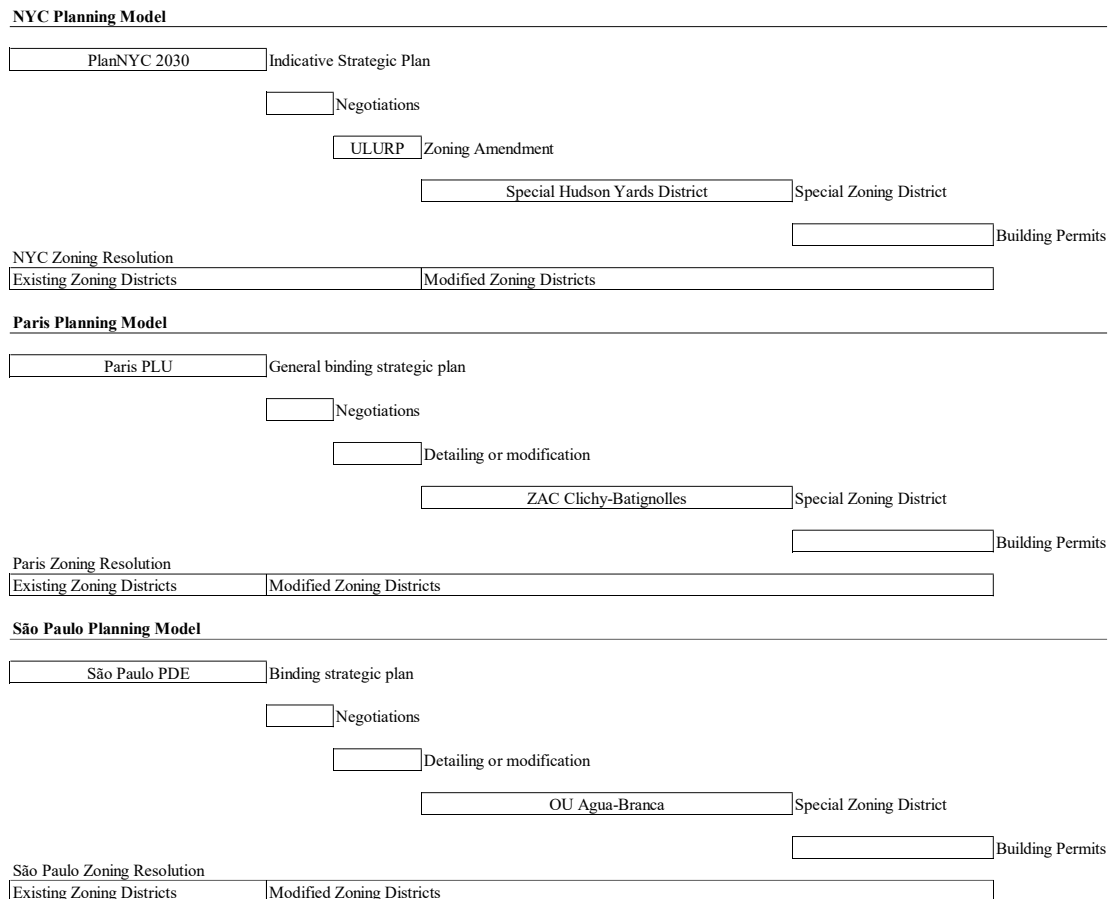 NYC Planning Model
PlanNYC 2030 Indicative Strategic Plan
Negotiations
ULURP Zoning Amendment
Special Hudson Yards District Special Zoning District
Building Permits
NYC Zoning Resolution
Existing Zoning Districts Modified Zoning Districts
Paris Planning Model
Paris PLU General binding strategic plan
Negotiations
Detailing or modification
ZAC Clichy-Batignolles Special Zoning District
Building Permits
Paris Zoning Resolution
Existing Zoning Districts Modified Zoning Districts
São Paulo Planning Model
São Paulo PDE Binding strategic plan
Negotiations
Detailing or modification
OU Agua-Branca Special Zoning District
Building Permits
São Paulo Zoning Resolution
Existing Zoning Districts Modified Zoning Districts